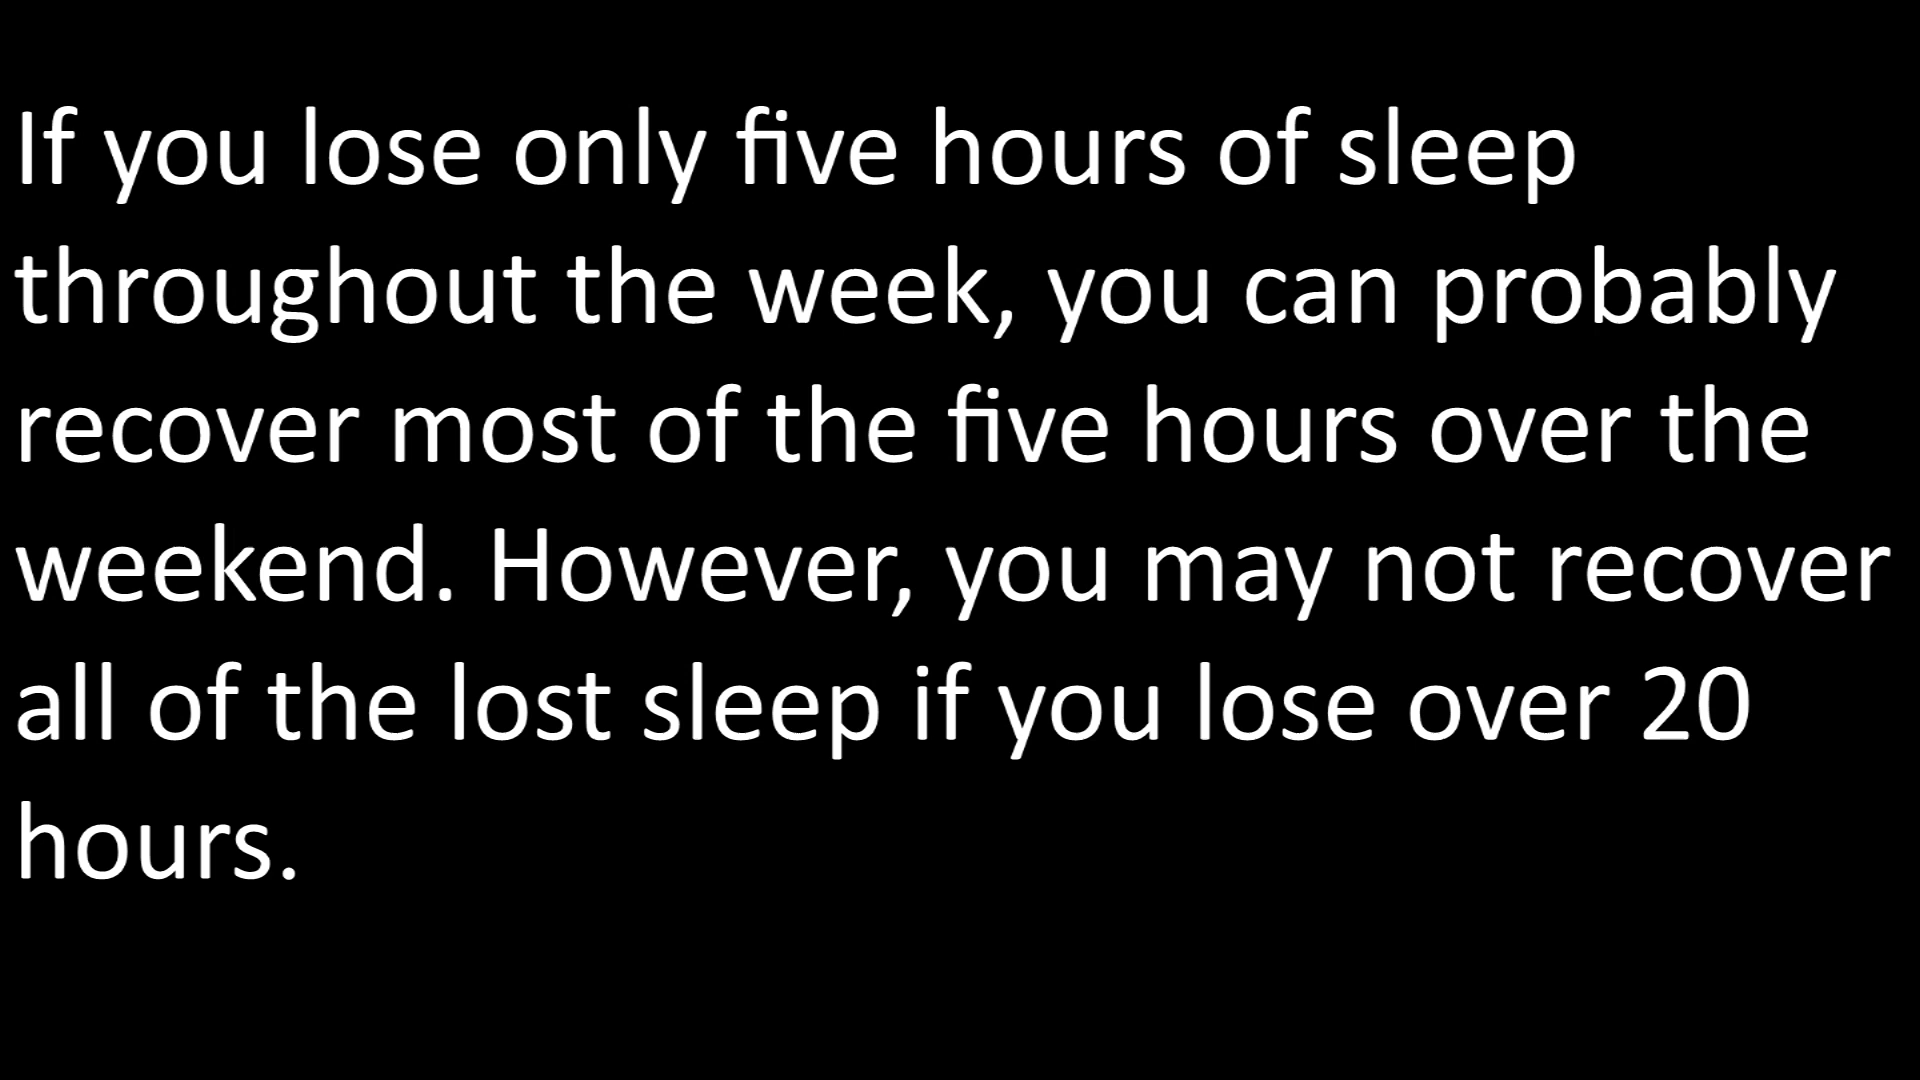 If you lose only five hours of sleep
throughout the week, you can probably
recover most of the five hours over the
weekend. However, you may not recover
all of the lost sleep if you lose over 20
hours.